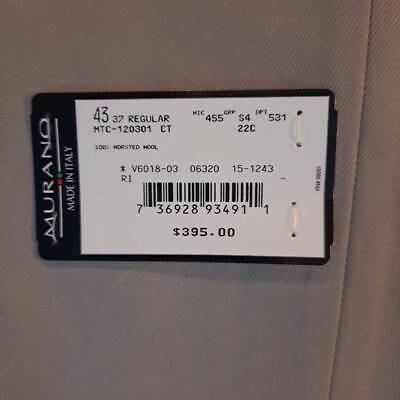 MURANO
MADE IN ITALY
43 37 REGULAR MIC 455 GRP S4 DPT 531
MTC-120301 CT 22C
100% WORSTED WOOL
* V6018-03 06320 15-1243 -
RI
7 36928 93491 1
$395.00